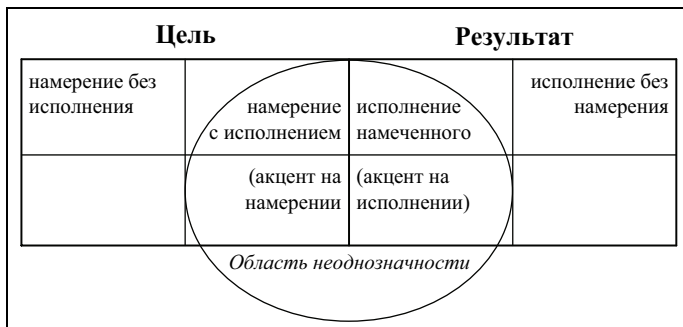 Цель
Результат
намерение без
исполнения
намерение
с исполнением
исполнение
намеченного
исполнение без
намерения
(акцент на
намерении
(акцент на
исполнении)
Область неоднозначности